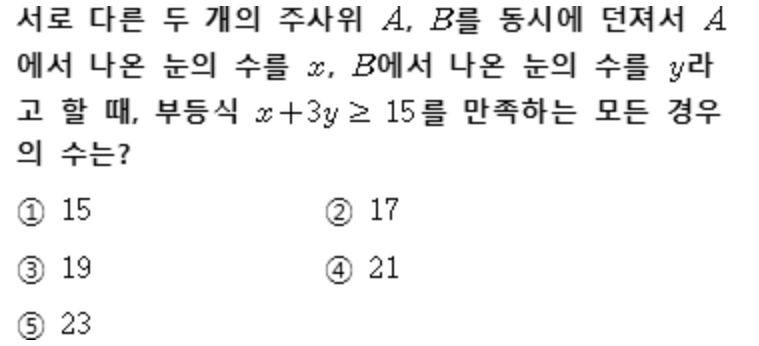 서로 다른 두 개의 주사위 A, B를 동시에 던져서 A
에서 나온 눈의 수를 x, B에서 나온 눈의 수를 y라
고 할 때, 부등식 x+3y≥15를 만족하는 모든 경우
의 수는?
① 15 ② 17
③ 19 ④ 21
⑤ 23